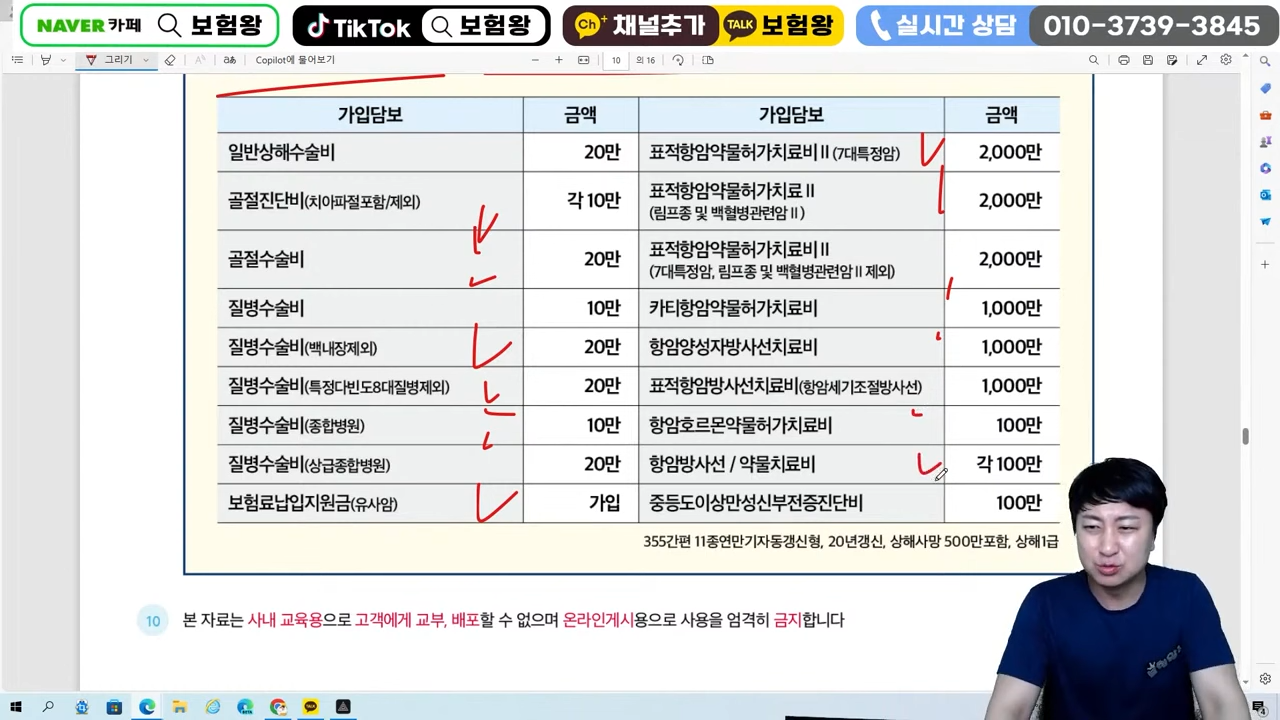 NAVER 카페 보험왕
TikTok 보험왕
Ch+ 채널추가 TALK 보험왕
실시간 상담 010-3739-3845
그리기
가あ
Copilot에 물어보기
10 의 16
가입담보 금액 가입담보 금액
일반상해수술비 20만 표적항암약물허가치료비Ⅱ(7대특정암) 2,000만
골절진단비(치아파절포함/제외) 각 10만 표적항암약물허가치료Ⅱ
(림프종 및 백혈병관련암Ⅱ) 2,000만
골절수술비 20만 표적항암약물허가치료비Ⅱ
(7대특정암, 림프종 및 백혈병관련암Ⅱ 제외) 2,000만
질병수술비 10만 카티항암약물허가치료비 1,000만
질병수술비(백내장제외) 20만 항암양성자방사선치료비 1,000만
질병수술비(특정다빈도8대질병제외) 20만 표적항암방사선치료비(항암세기조절방사선) 1,000만
질병수술비(종합병원) 10만 항암호르몬약물허가치료비 100만
질병수술비(상급종합병원) 20만 항암방사선 / 약물치료비 각 100만
보험료납입지원금(유사암) 가입 중등도이상만성신부전증진단비 100만
355간편 11종연만기자동갱신형, 20년갱신, 상해사망 500만포함, 상해1급
10 본 자료는 사내 교육용으로 고객에게 교부, 배포할 수 없으며 온라인게시용으로 사용을 엄격히 금지합니다